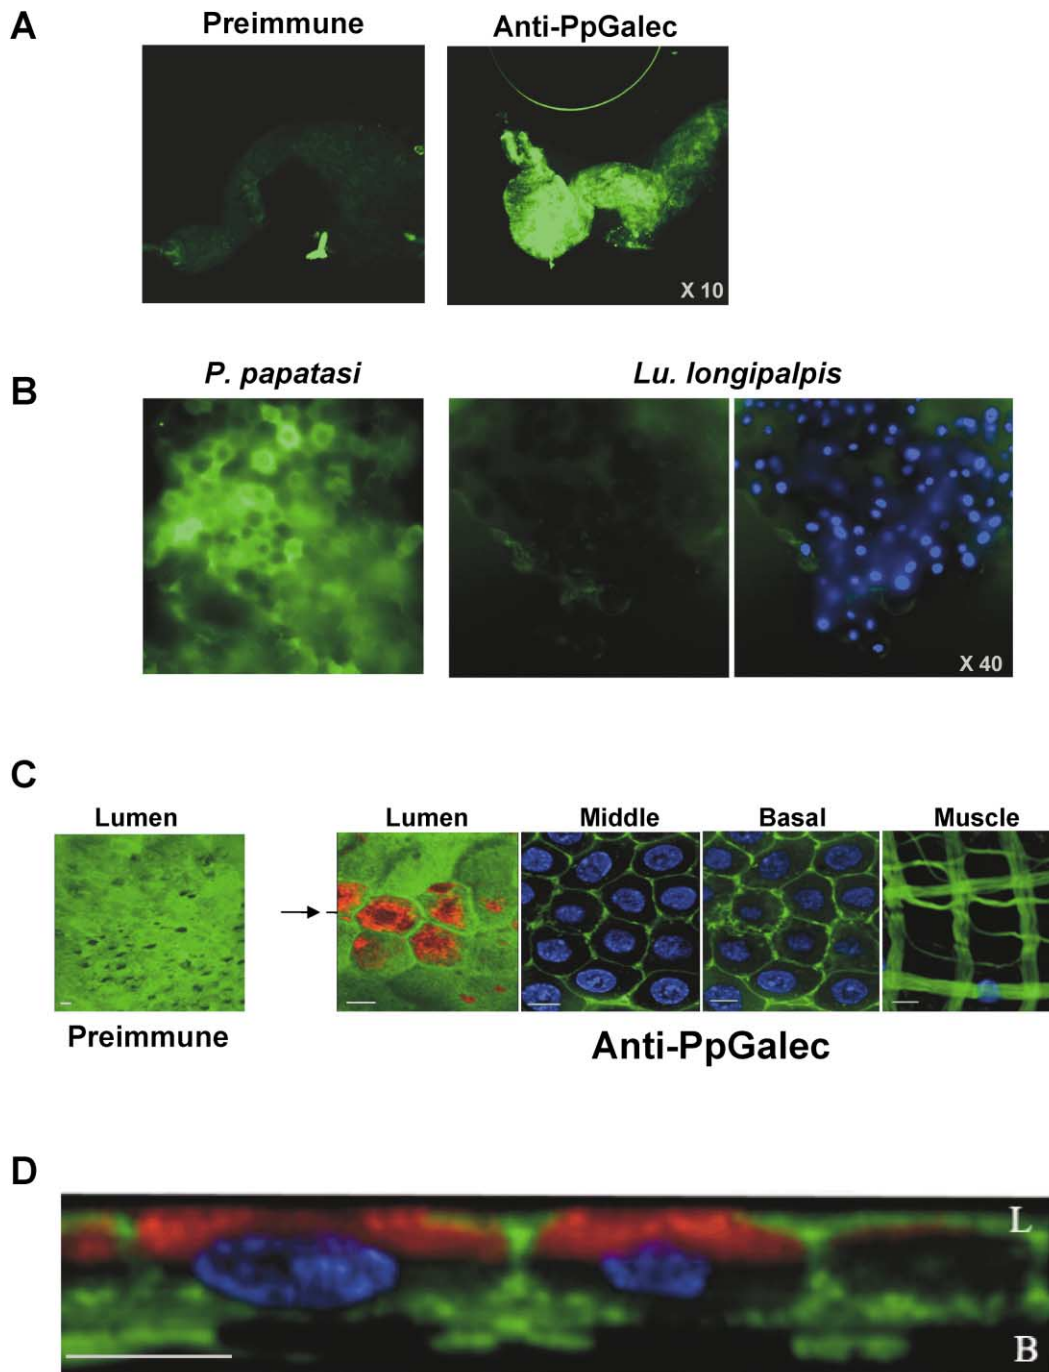 A
Preimmune
Anti-PpGalec
X 10
B
P. papatasi
Lu. longipalpis
X 40
C
Lumen
Lumen
Middle
Basal
Muscle
Preimmune
Anti-PpGalec
D
L
B